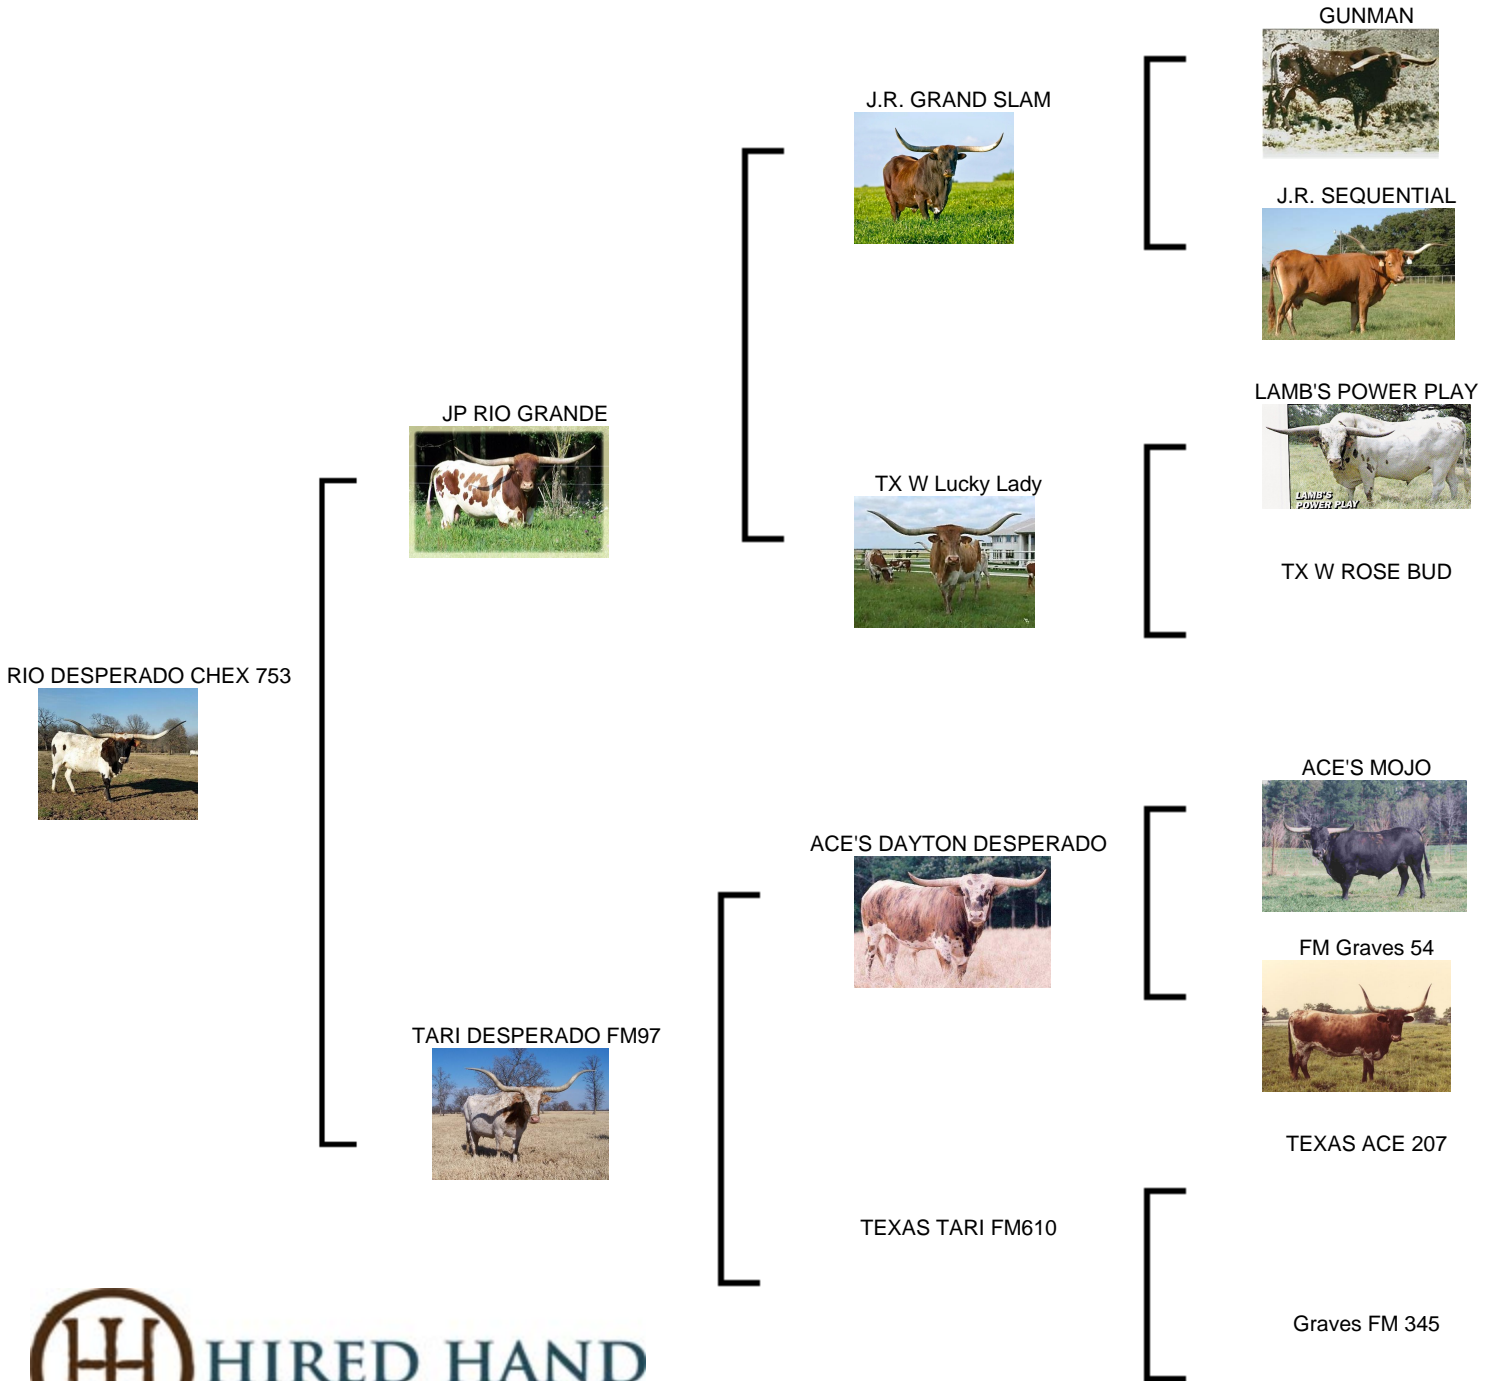 GUNMAN
J.R. GRAND SLAM
J.R. SEQUENTIAL
LAMB'S POWER PLAY
JP RIO GRANDE
LAMB'S
POWER PLAY
TX W Lucky Lady
TX W ROSE BUD
RIO DESPERADO CHEX 753
ACE'S MOJO
ACE'S DAYTON DESPERADO
FM Graves 54
TARI DESPERADO FM97
TEXAS ACE 207
TEXAS TARI FM610
Graves FM 345
HIRED HAND